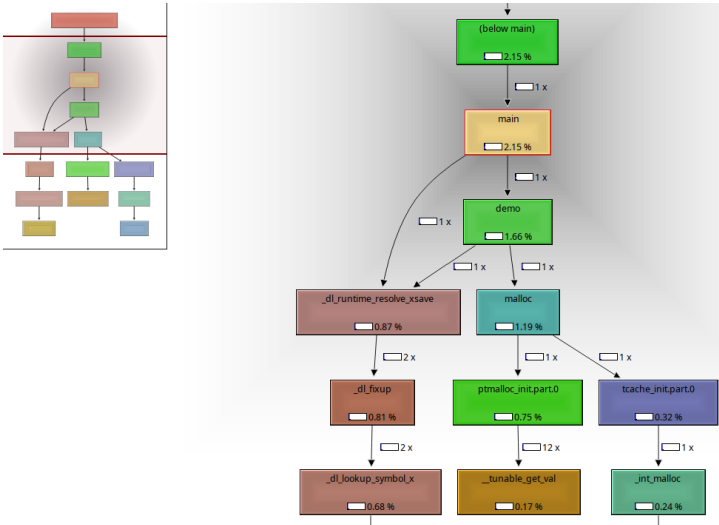 (below main)
2.15 %
1 x
main
2.15 %
1 x
demo
1.66 %
1 x
1 x
1 x
_dl_runtime_resolve_xsave
0.87 %
malloc
1.19 %
2 x
1 x
1 x
_dl_fixup
0.81 %
ptmalloc_init.part.0
0.75 %
tcache_init.part.0
0.32 %
2 x
12 x
1 x
_dl_lookup_symbol_x
0.68 %
__tunable_get_val
0.17 %
_int_malloc
0.24 %